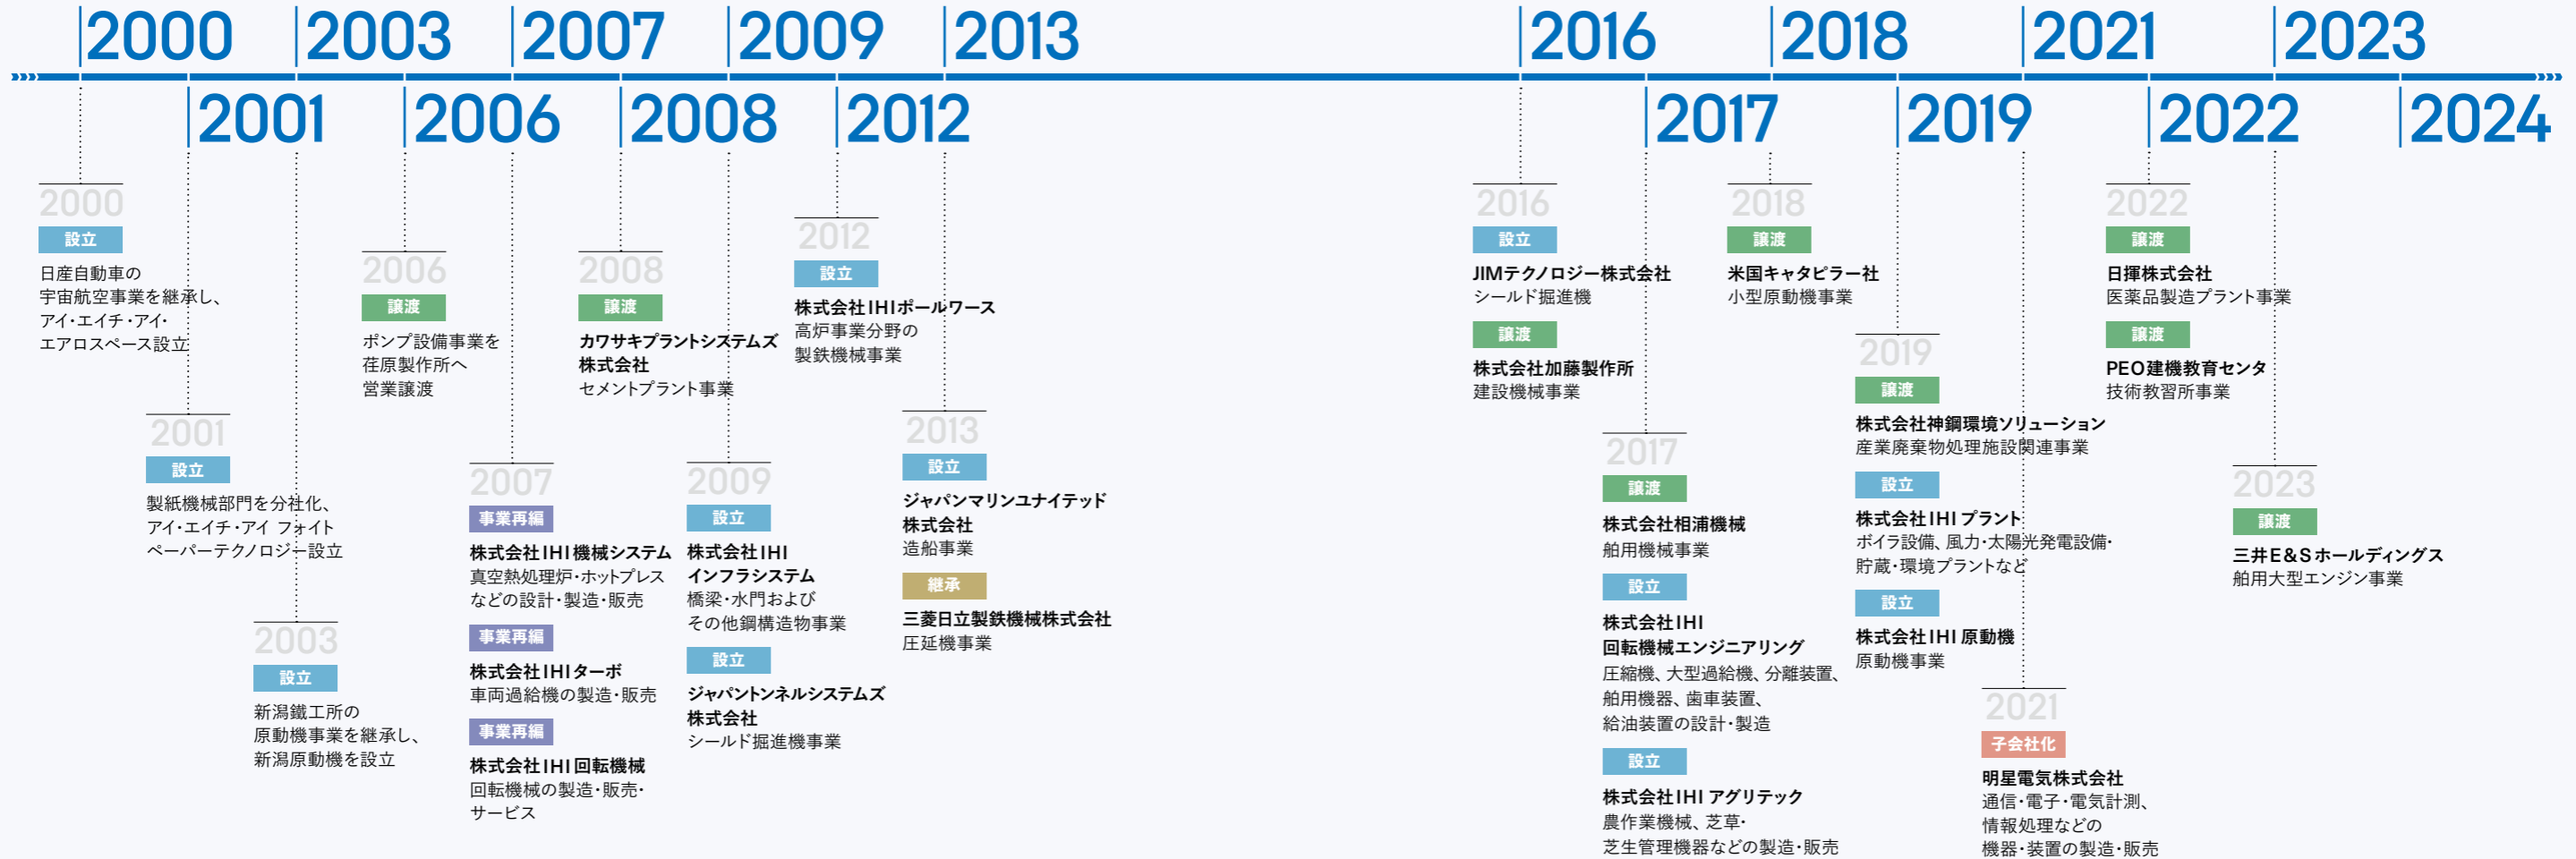 2000
2003
2007
2009
2013
2016
2018
2021
2023
2001
2006
2008
2012
2017
2019
2022
2024
2000
設立
日産自動車の
宇宙航空事業を継承し、
アイ・エイチ・アイ・
エアロスペース設立
2001
設立
製紙機械部門を分社化、
アイ・エイチ・アイ フォイト
ペーパーテクノロジー設立
2003
設立
新潟鐵工所の
原動機事業を継承し、
新潟原動機を設立
2006
譲渡
ポンプ設備事業を
荏原製作所へ
営業譲渡
2007
事業再編
株式会社IHI機械システム
真空熱処理炉・ホットプレス
などの設計・製造・販売
事業再編
株式会社IHIターボ
車両過給機の製造・販売
事業再編
株式会社IHI回転機械
回転機械の製造・販売・
サービス
2008
譲渡
カワサキプラントシステムズ
株式会社
セメントプラント事業
2009
設立
株式会社IHI
インフラシステム
橋梁・水門および
その他鋼構造物事業
設立
ジャパントンネルシステムズ
株式会社
シールド掘進機事業
2012
設立
株式会社IHIポールワース
高炉事業分野の
製鉄機械事業
2013
設立
ジャパンマリンユナイテッド
株式会社
造船事業
継承
三菱日立製鉄機械株式会社
圧延機事業
2016
設立
JIMテクノロジー株式会社
シールド掘進機
譲渡
株式会社加藤製作所
建設機械事業
2017
譲渡
株式会社相浦機械
舶用機械事業
設立
株式会社IHI
回転機械エンジニアリング
圧縮機、大型過給機、分離装置、
舶用機器、歯車装置、
給油装置の設計・製造
設立
株式会社IHI アグリテック
農作業機械、芝草・
芝生管理機器などの製造・販売
2018
譲渡
米国キャタピラー社
小型原動機事業
2019
譲渡
株式会社神鋼環境ソリューション
産業廃棄物処理施設関連事業
設立
株式会社IHI プラント
ボイラ設備、風力・太陽光発電設備・
貯蔵・環境プラントなど
設立
株式会社IHI 原動機
原動機事業
2021
子会社化
明星電気株式会社
通信・電子・電気計測、
情報処理などの
機器・装置の製造・販売
2022
譲渡
日揮株式会社
医薬品製造プラント事業
譲渡
PEO建機教育センタ
技術教習所事業
2023
譲渡
三井E&Sホールディングス
舶用大型エンジン事業